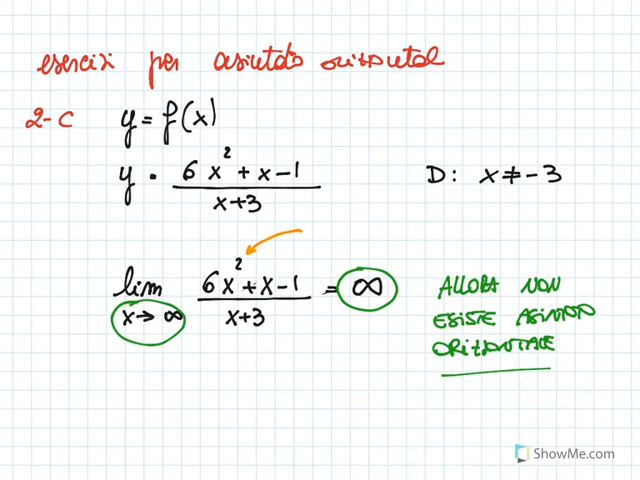 esercizi per asintoto orizzontal
2-C y = f(x)
y = 6x² + x - 1 / x+3 D: x ≠ -3
lim x→∞ 6x² + x - 1 / x+3 = ∞
ALLORA NON
ESISTE ASINTOTO
ORIZZONTALE
ShowMe.com